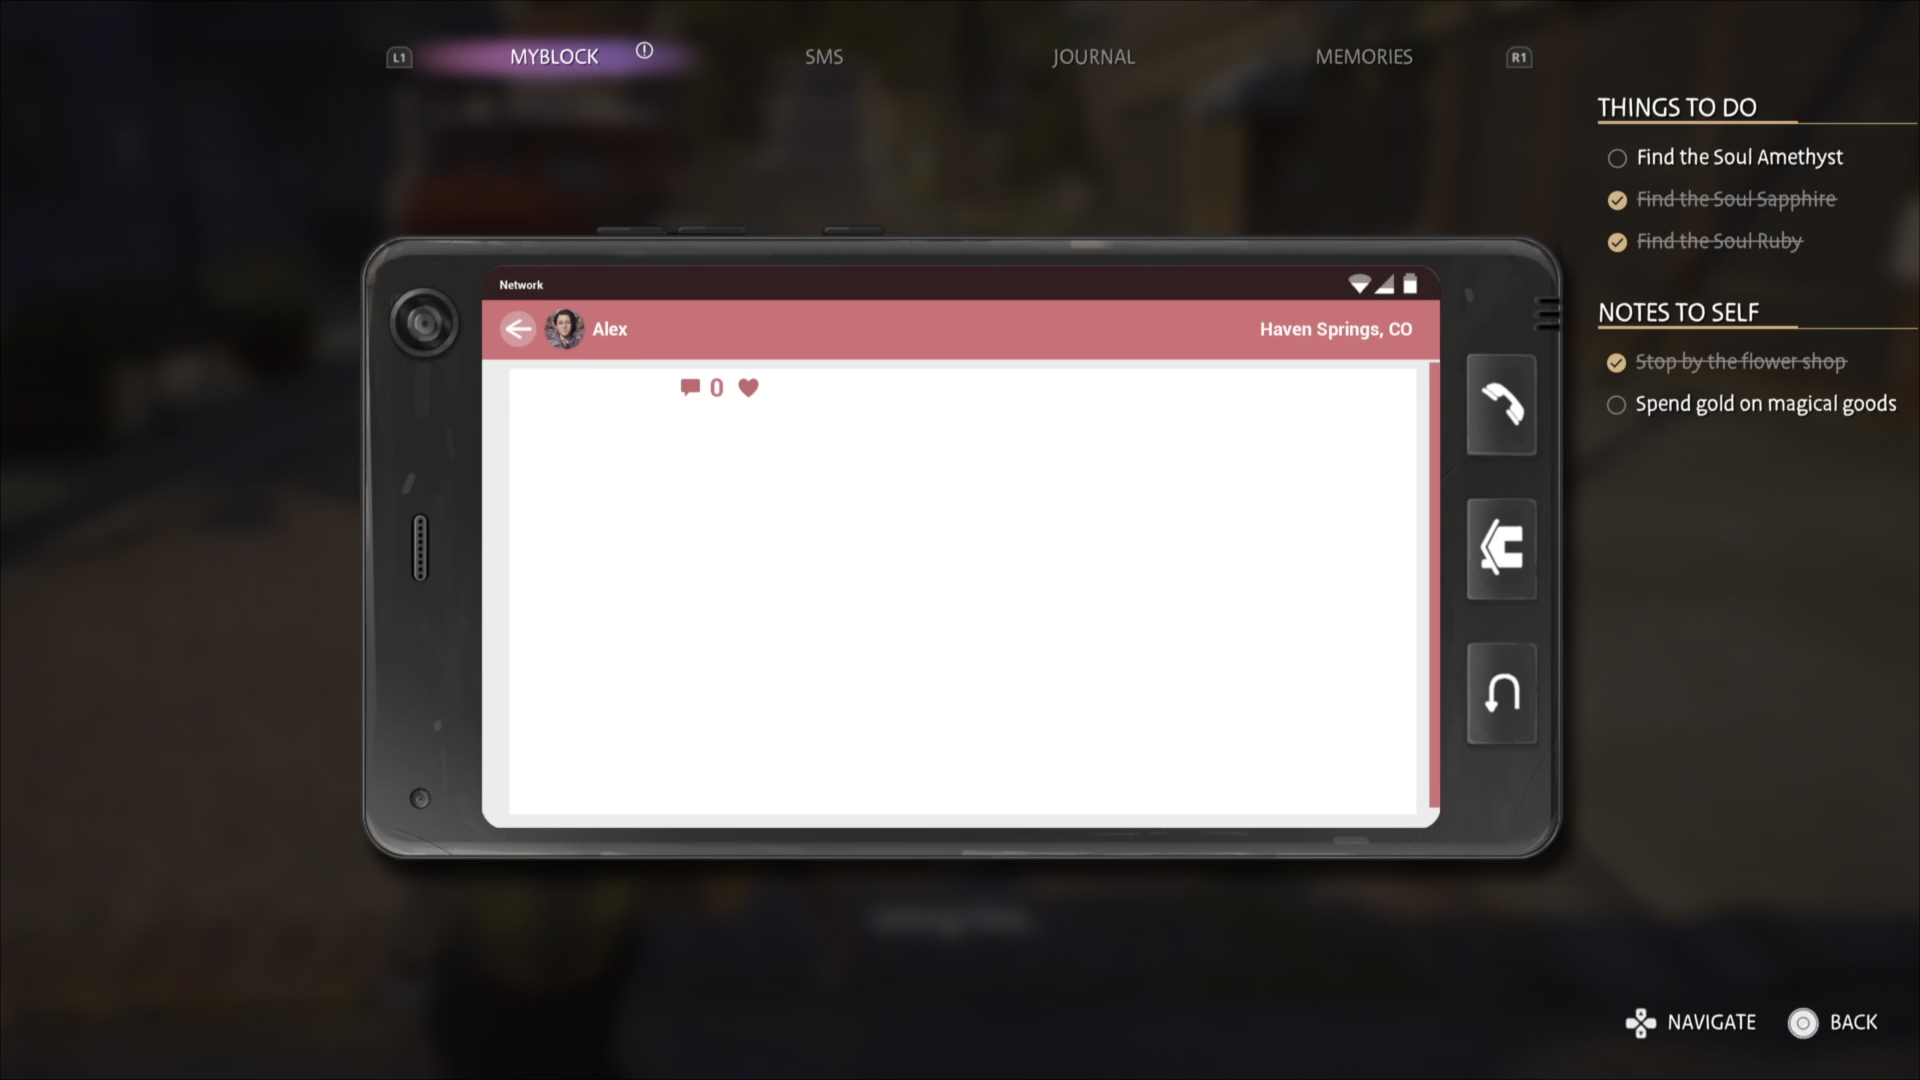 L1
MYBLOCK
SMS
JOURNAL
MEMORIES
R1
THINGS TO DO
Find the Soul Amethyst
Find the Soul Sapphire
Find the Soul Ruby
NOTES TO SELF
Stop by the flower shop
Spend gold on magical goods
Network
Alex
Haven Springs, CO
0
NAVIGATE
BACK